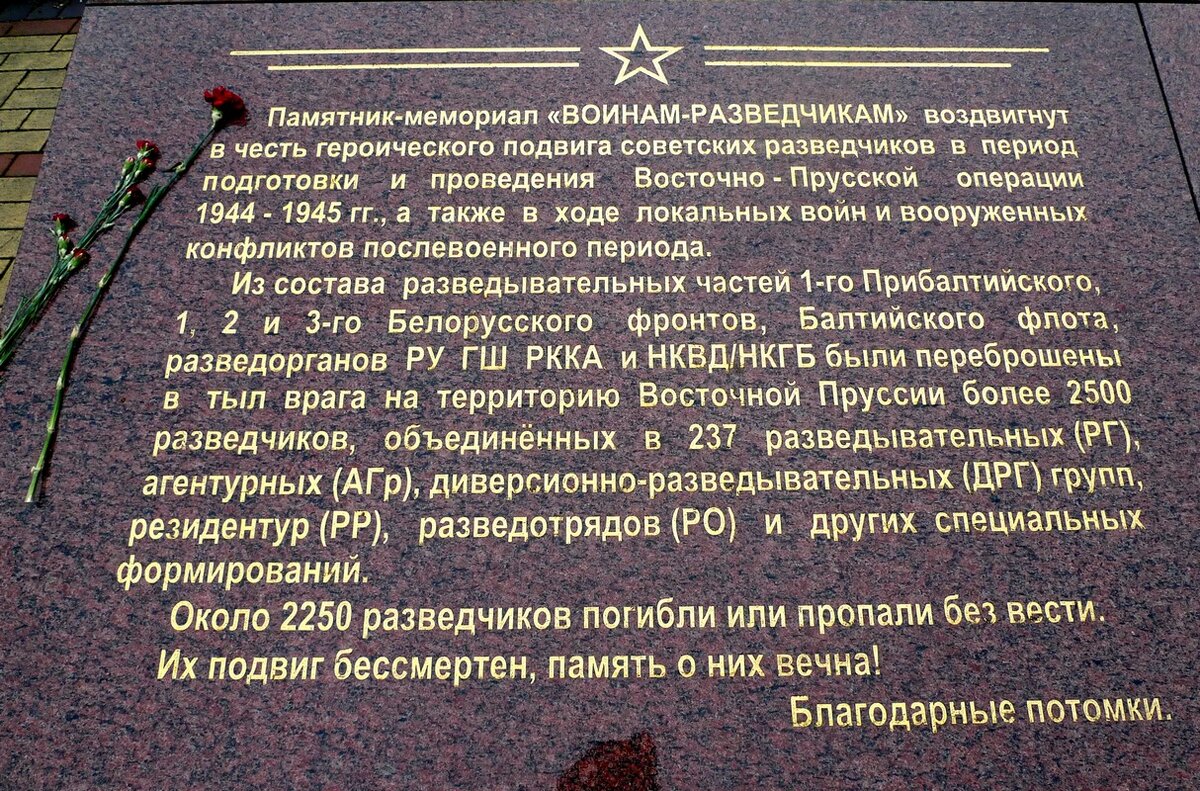 Памятник-мемориал «ВОИНАМ-РАЗВЕДЧИКАМ» воздвигнут
в честь героического подвига советских разведчиков в период
подготовки и проведения Восточно - Прусской операции
1944 - 1945 гг., а также в ходе локальных войн и вооруженных
конфликтов послевоенного периода.
Из состава разведывательных частей 1-го Прибалтийского,
1, 2 и 3-го Белорусского фронтов, Балтийского флота,
разведорганов РУ ГШ РККА и НКВД/НКГБ были переброшены
в тыл врага на территорию Восточной Пруссии более 2500
разведчиков, объединённых в 237 разведывательных (РГ),
агентурных (АГр), диверсионно-разведывательных (ДРГ) групп,
резидентур (РР), разведотрядов (РО) и других специальных
формирований.
Около 2250 разведчиков погибли или пропали без вести.
Их подвиг бессмертен, память о них вечна!
Благодарные потомки.